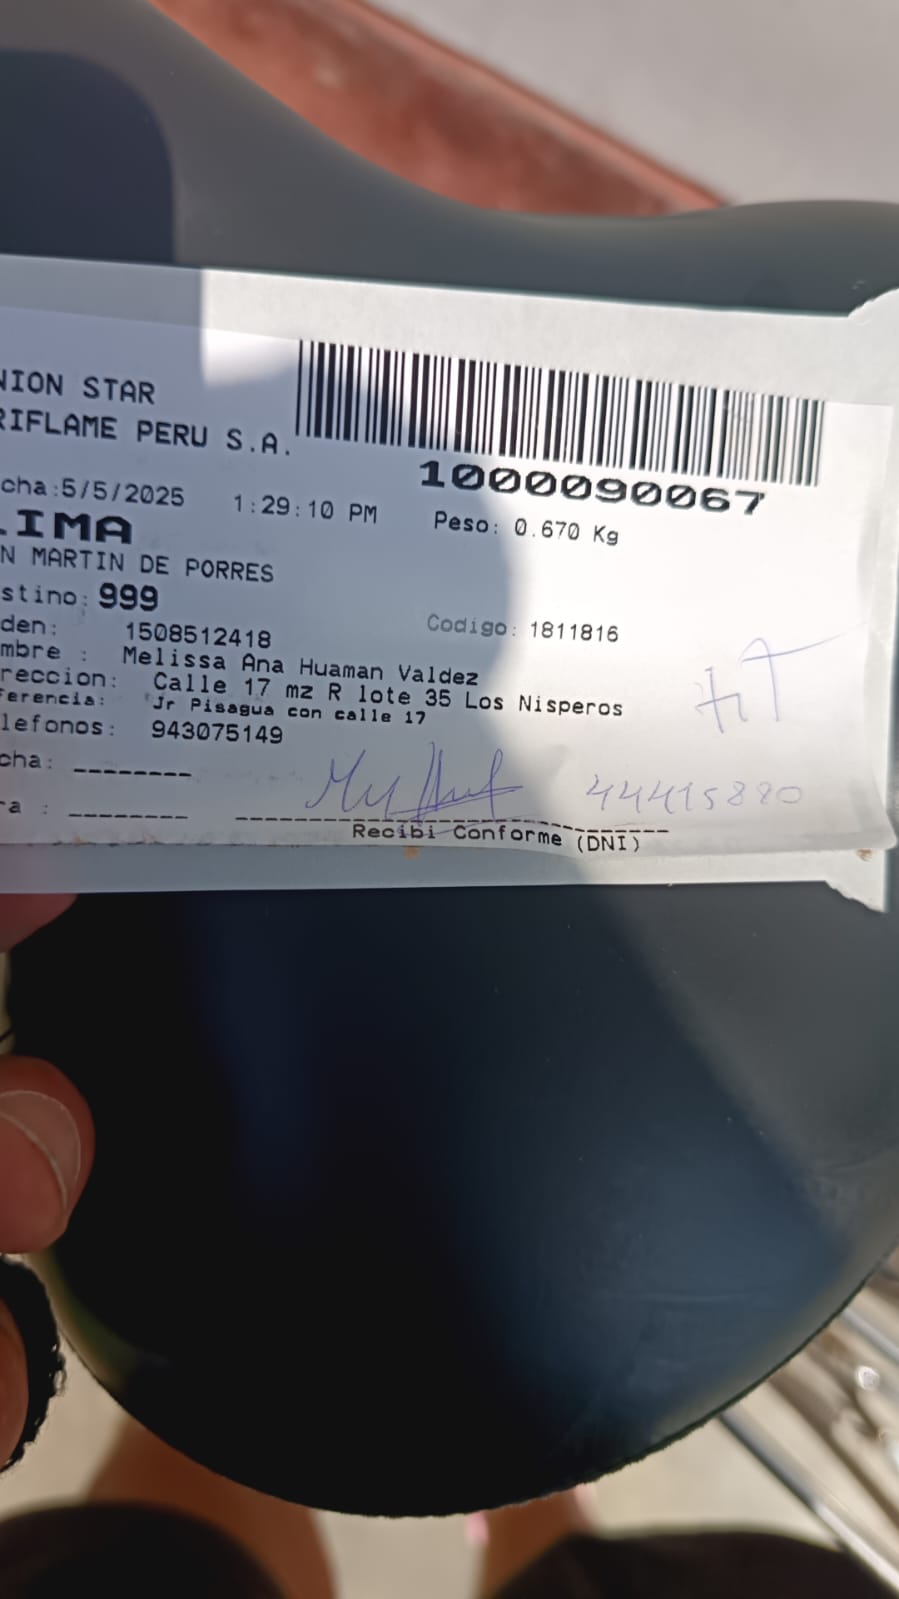 NION STAR
RIFLAME PERU S.A.
cha:5/5/2025 1:29:10 PM
1000090067
Peso: 0.670 Kg
LIMA
N MARTIN DE PORRES
stino: 999
den: 1508512418
Codigo: 1811816
mbre : Melissa Ana Huaman Valdez
reccion: Calle 17 mz R lote 35 Los Nisperos
ferencia: Jr Pisagua con calle 17
lefonos: 943075149
cha: --------
ra : --------
44415880
Recibi Conforme (DNI)